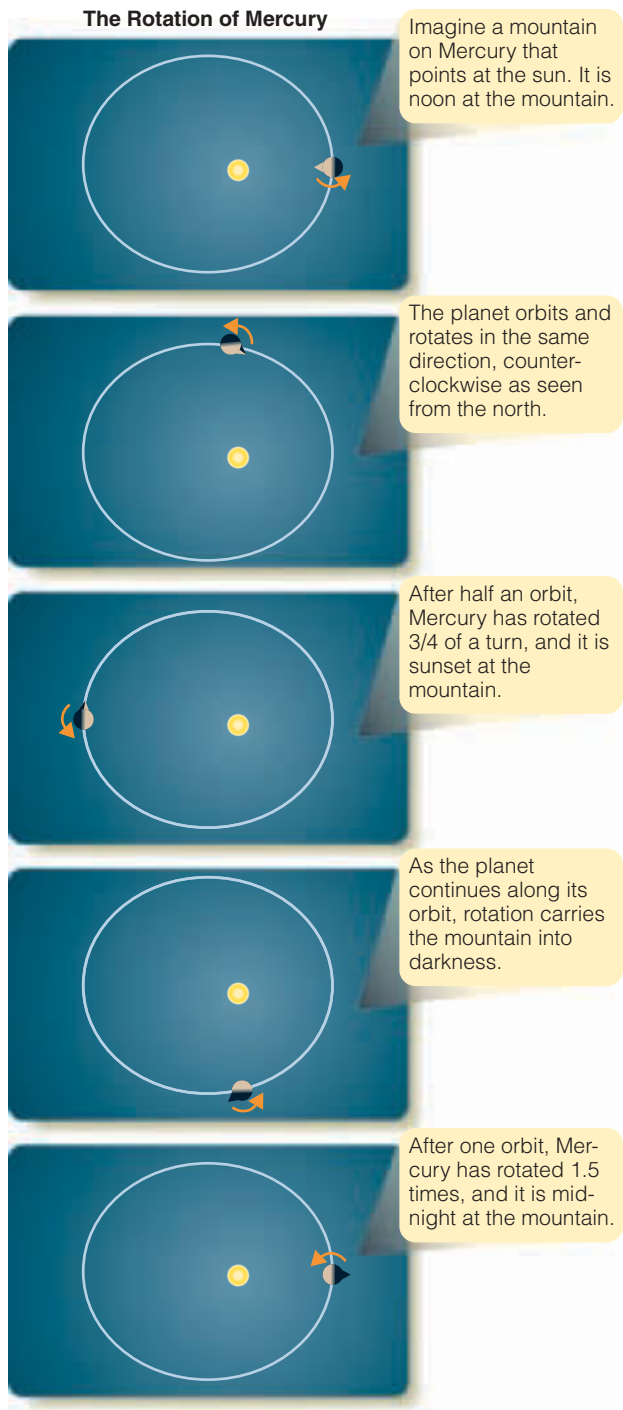 The Rotation of Mercury
Imagine a mountain
on Mercury that
points at the sun. It is
noon at the mountain.
The planet orbits and
rotates in the same
direction, counter-
clockwise as seen
from the north.
After half an orbit,
Mercury has rotated
3/4 of a turn, and it is
sunset at the
mountain.
As the planet
continues along its
orbit, rotation carries
the mountain into
darkness.
After one orbit, Mer-
cury has rotated 1.5
times, and it is mid-
night at the mountain.